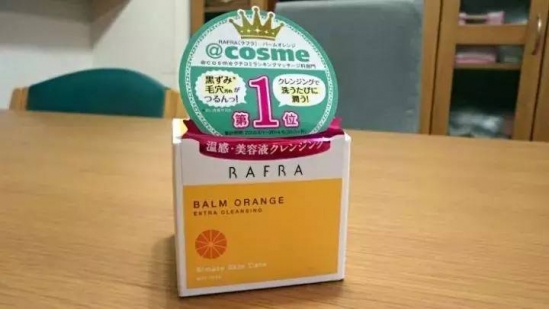 RAFRA(ラフラ) バームオレンジ
@cosme
黒ずみ
毛穴
が
つるんっ!
クレンジングで
洗うたびに
潤う!
第1位
温感・美容液クレンジング
RAFRA
BALM ORANGE
EXTRA CLEANSING
Skin Care